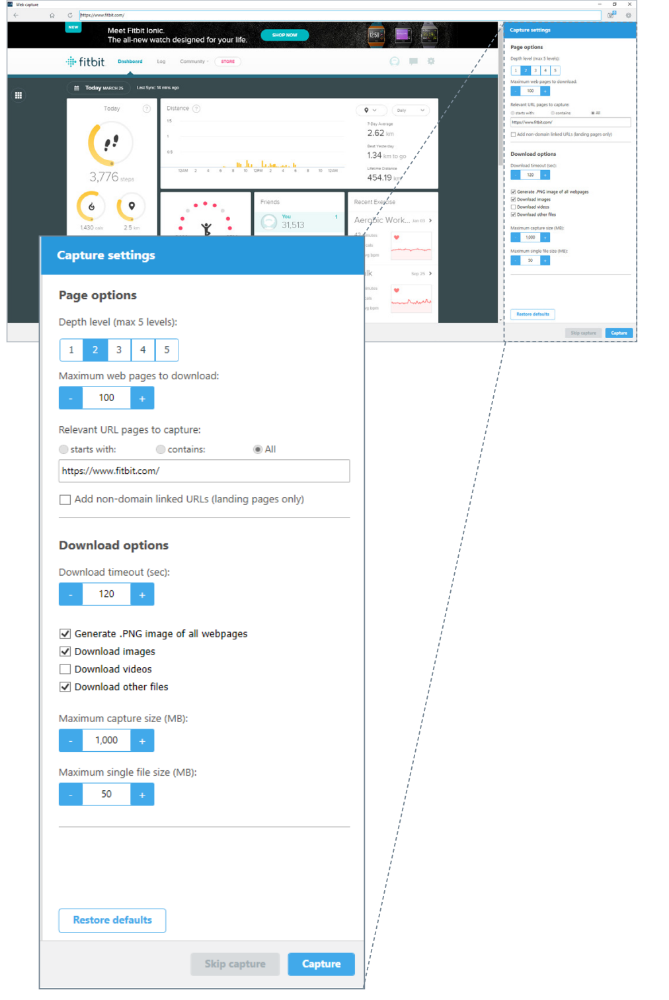 Web capture
https://www.fitbit.com/
NEW
Meet Fitbit Ionic.
The all-new watch designed for your life.
SHOP NOW
12:58
fitbit
Dashboard
Log
Community
STORE
Today MARCH 25
Last Sync: 14 mins ago
Today
3,776 steps
1,430 cals
2.5 km
Distance
Daily
1.5
1
0.5
12AM 2 4 6 8 10 12PM 2 4 6 8 10 12AM
7-Day Average
2.62 km
Beat Yesterday
1.34 km to go
Lifetime Distance
454.19 km
Friends
You
1
31,513
Recent Exercise
Aerobic Work... Jan 03
Sep 25
Capture settings
Page options
Depth level (max 5 levels):
1 2 3 4 5
Maximum web pages to download:
- 100 +
Relevant URL pages to capture:
starts with: contains: All
https://www.fitbit.com/
Add non-domain linked URLs (landing pages only)
Download options
Download timeout (sec):
- 120 +
Generate .PNG image of all webpages
Download images
Download videos
Download other files
Maximum capture size (MB):
- 1,000 +
Maximum single file size (MB):
- 50 +
Restore defaults
Skip capture
Capture
Capture settings
Page options
Depth level (max 5 levels):
1 2 3 4 5
Maximum web pages to download:
- 100 +
Relevant URL pages to capture:
starts with: contains: All
https://www.fitbit.com/
Add non-domain linked URLs (landing pages only)
Download options
Download timeout (sec):
- 120 +
Generate .PNG image of all webpages
Download images
Download videos
Download other files
Maximum capture size (MB):
- 1,000 +
Maximum single file size (MB):
- 50 +
Restore defaults
Skip capture
Capture